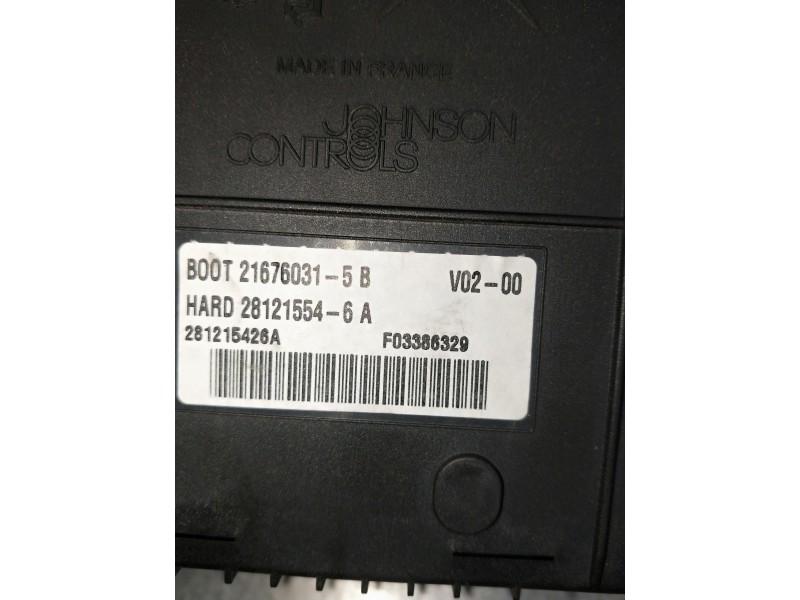 MADE IN FRANCE
JOHNSON
CONTROLS
BOOT 21676031-5 B V02-00
HARD 28121554-6 A
281215426A F03386329